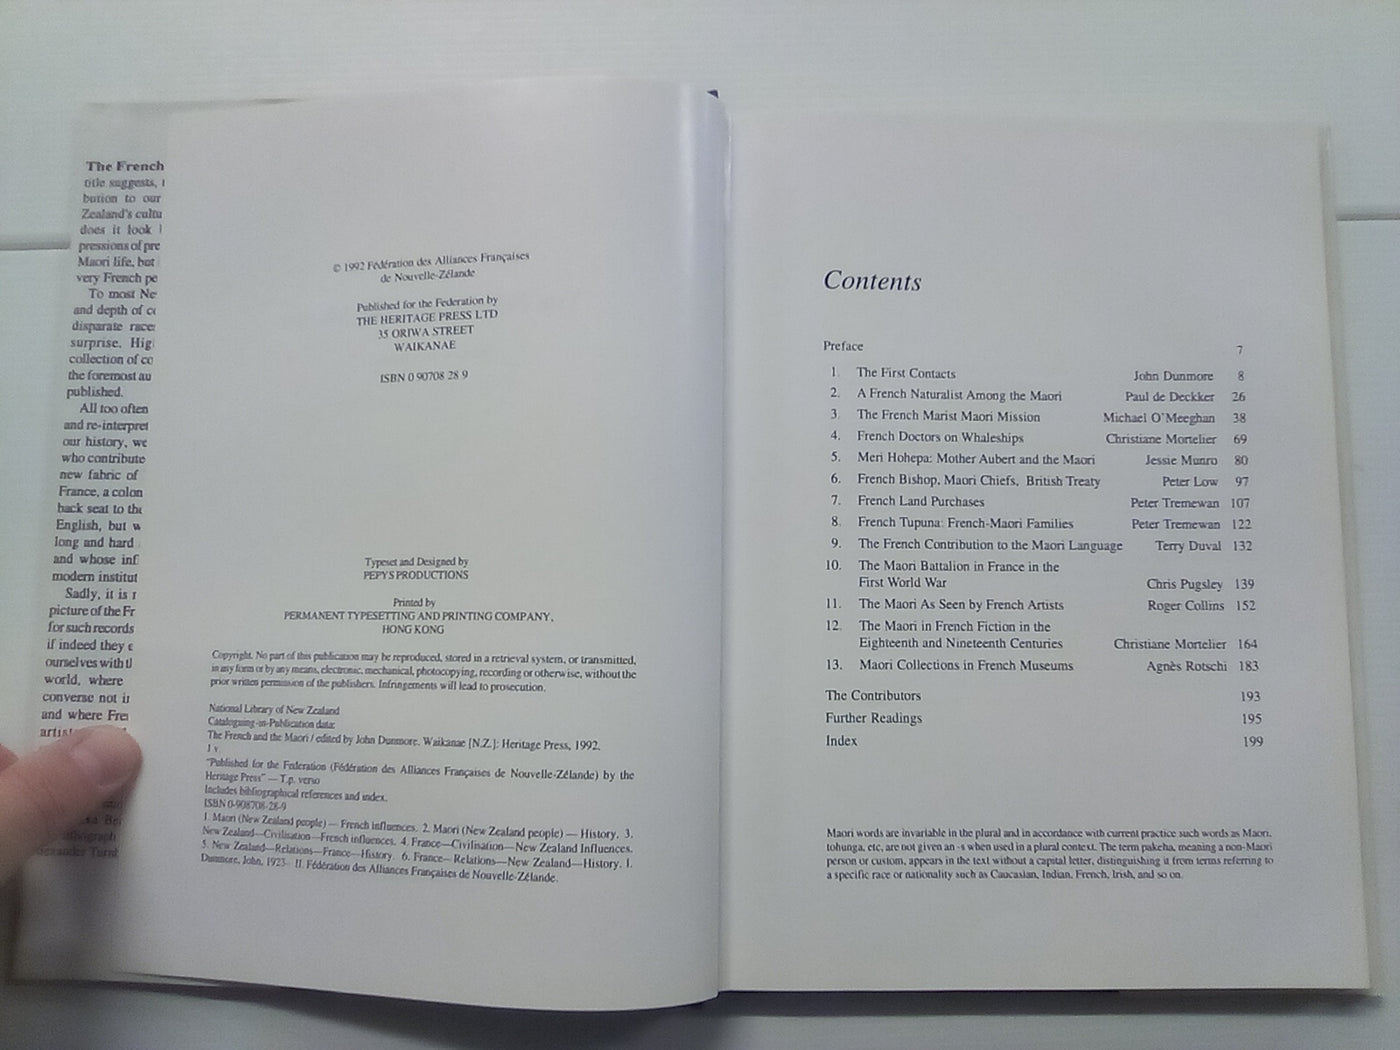 The French
title suggests,
bution to our
Zealand's cultu
does it look
pressions of pre
Maori life, but
very French pe
To most Ne
and depth of
disparate races
surprise. Hig
collection of co
the foremost au
published.
All too often
and re-interpret
our history, we
who contribute
new fabric of
France, a colon
back seat to the
English, but w
long and hard
and whose inf
modern institut
Sadly, it is
picture of the Fr
for such records
if indeed they
ourselves with
world, where
converse not
and where Fre
artist
© 1992 Fédération des Alliances Françaises
de Nouvelle-Zélande
Published for the Federation by
THE HERITAGE PRESS LTD
35 ORIWA STREET
WAIKANAE
ISBN 0 90708 28 9
Typeset and Designed by
PEPYS PRODUCTIONS
Printed by
PERMANENT TYPESETTING AND PRINTING COMPANY,
HONG KONG
Copyright. No part of this publication may be reproduced, stored in a retrieval system, or transmitted,
in any form or by any means, electronic, mechanical, photocopying, recording or otherwise, without the
prior written permission of the publishers. Infringements will lead to prosecution.
National Library of New Zealand
Cataloguing-in-Publication data:
The French and the Maori / edited by John Dunmore. Waikanae [N.Z.]: Heritage Press, 1992.
1 v.
"Published for the Federation (Fédération des Alliances Françaises de Nouvelle-Zélande) by the
Heritage Press" — T.p. verso
Includes bibliographical references and index.
ISBN 0-908708-28-9
1. Maori (New Zealand people) — French influences. 2. Maori (New Zealand people) — History. 3.
New Zealand—Civilisation—French influences. 4. France—Civilisation—New Zealand Influences.
5. New Zealand—Relations—France—History. 6. France—Relations—New Zealand—History. I.
Dunmore, John, 1923- II. Fédération des Alliances Françaises de Nouvelle-Zélande.
Contents
Preface 7
1. The First Contacts John Dunmore 8
2. A French Naturalist Among the Maori Paul de Deckker 26
3. The French Marist Maori Mission Michael O'Meeghan 38
4. French Doctors on Whaleships Christiane Mortelier 69
5. Meri Hohepa: Mother Aubert and the Maori Jessie Munro 80
6. French Bishop, Maori Chiefs, British Treaty Peter Low 97
7. French Land Purchases Peter Tremewan 107
8. French Tupuna: French-Maori Families Peter Tremewan 122
9. The French Contribution to the Maori Language Terry Duval 132
10. The Maori Battalion in France in the
First World War Chris Pugsley 139
11. The Maori As Seen by French Artists Roger Collins 152
12. The Maori in French Fiction in the
Eighteenth and Nineteenth Centuries Christiane Mortelier 164
13. Maori Collections in French Museums Agnès Rotschi 183
The Contributors 193
Further Readings 195
Index 199
Maori words are invariable in the plural and in accordance with current practice such words as Maori,
tohunga, etc, are not given an -s when used in a plural context. The term pakeha, meaning a non-Maori
person or custom, appears in the text without a capital letter, distinguishing it from terms referring to
a specific race or nationality such as Caucasian, Indian, French, Irish, and so on.